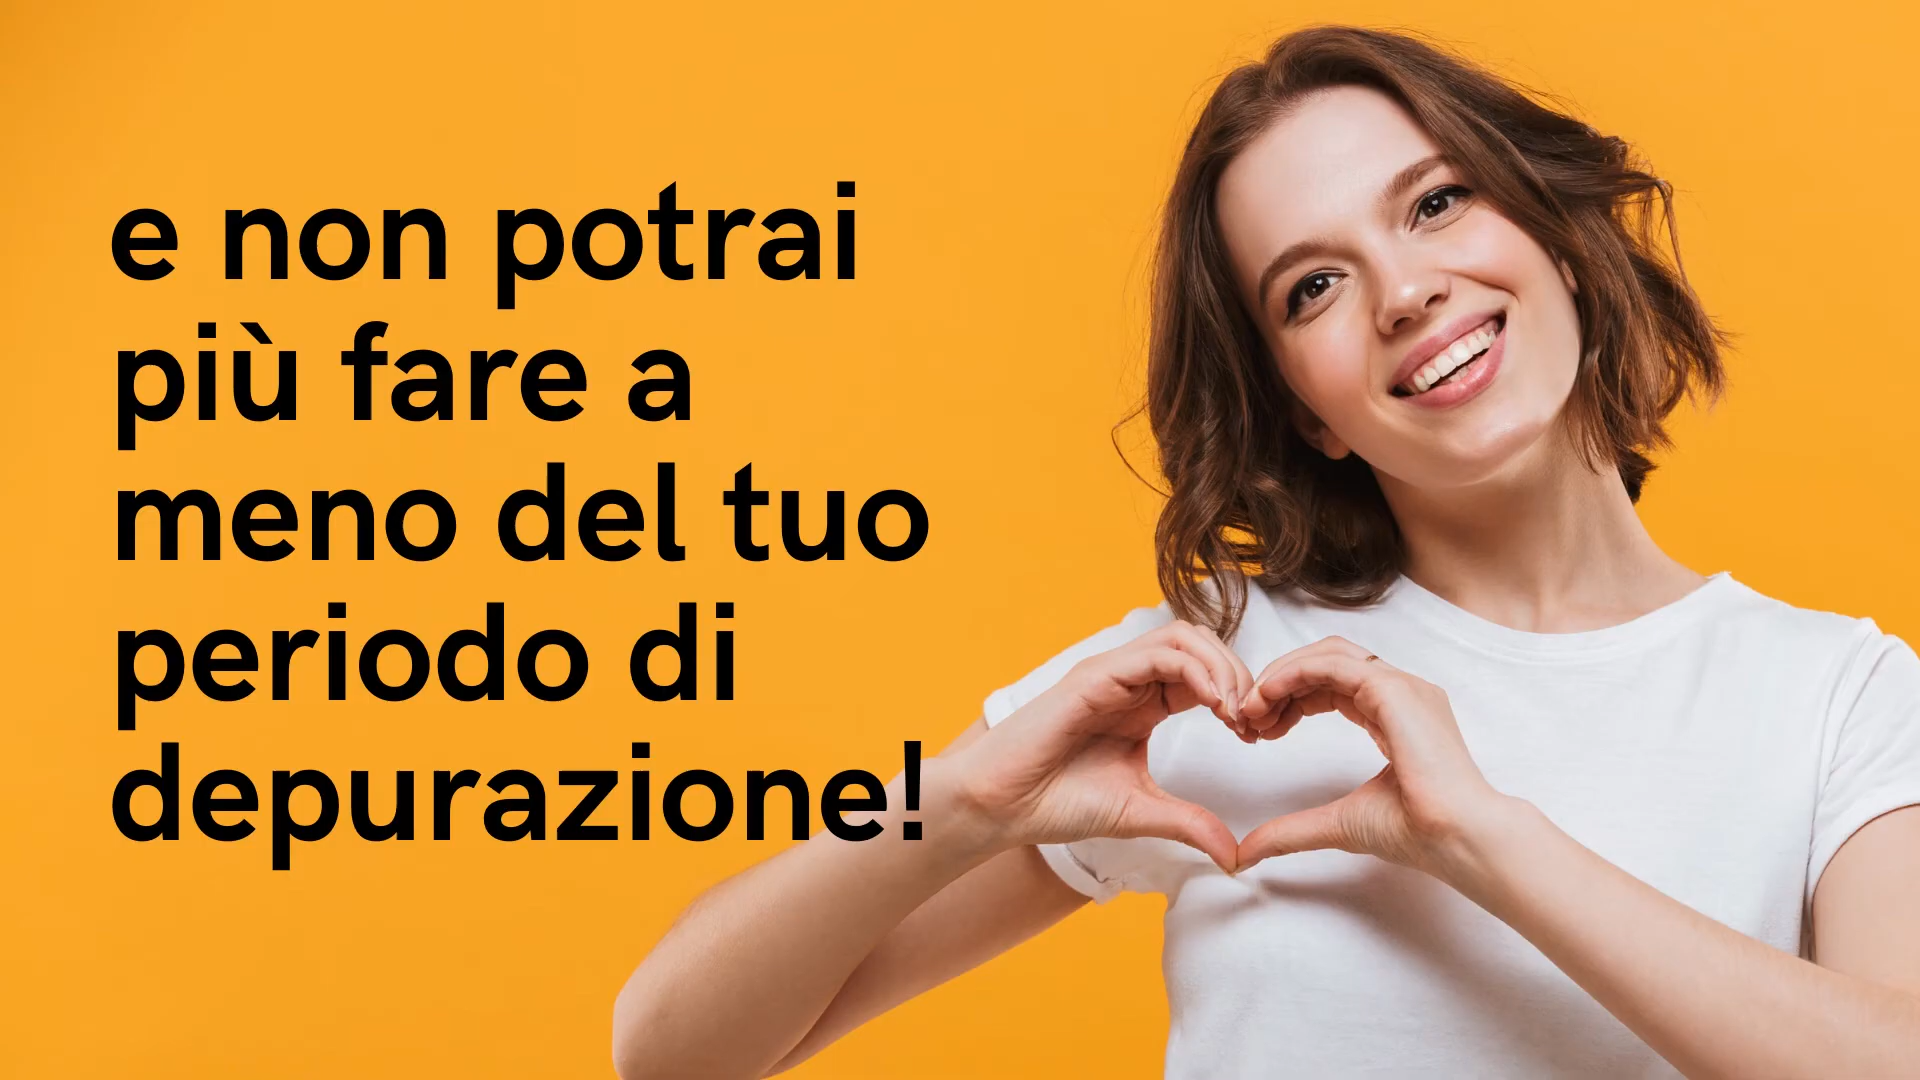 e non potrai
più fare a
meno del tuo
periodo di
depurazione!